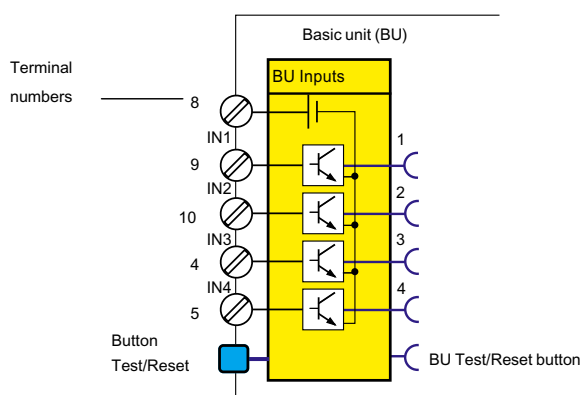 Basic unit (BU)
Terminal
numbers
BU Inputs
8
IN1
1
9
IN2
2
10
IN3
3
4
IN4
4
5
Button
Test/Reset
BU Test/Reset button